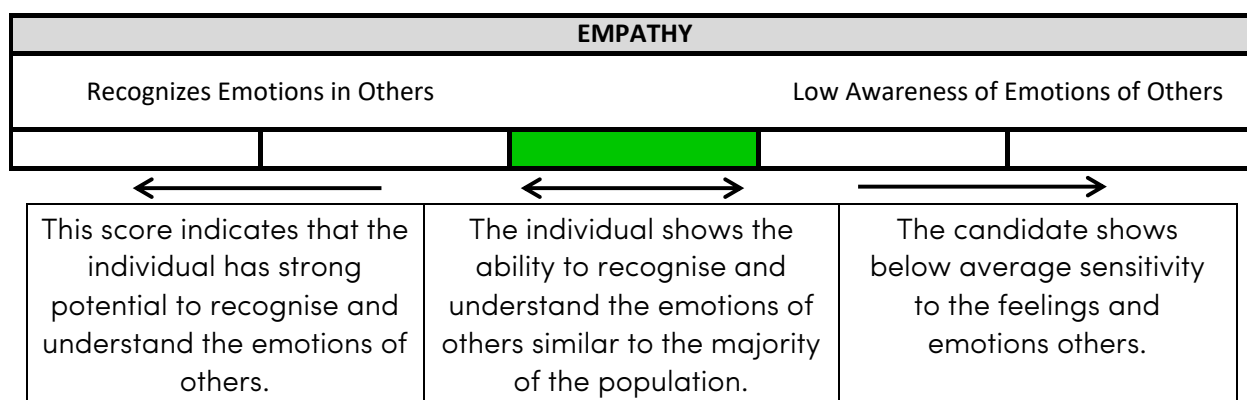 EMPATHY
Recognizes Emotions in Others
Low Awareness of Emotions of Others
This score indicates that the
individual has strong
potential to recognise and
understand the emotions of
others.
The individual shows the
ability to recognise and
understand the emotions of
others similar to the majority
of the population.
The candidate shows
below average sensitivity
to the feelings and
emotions others.